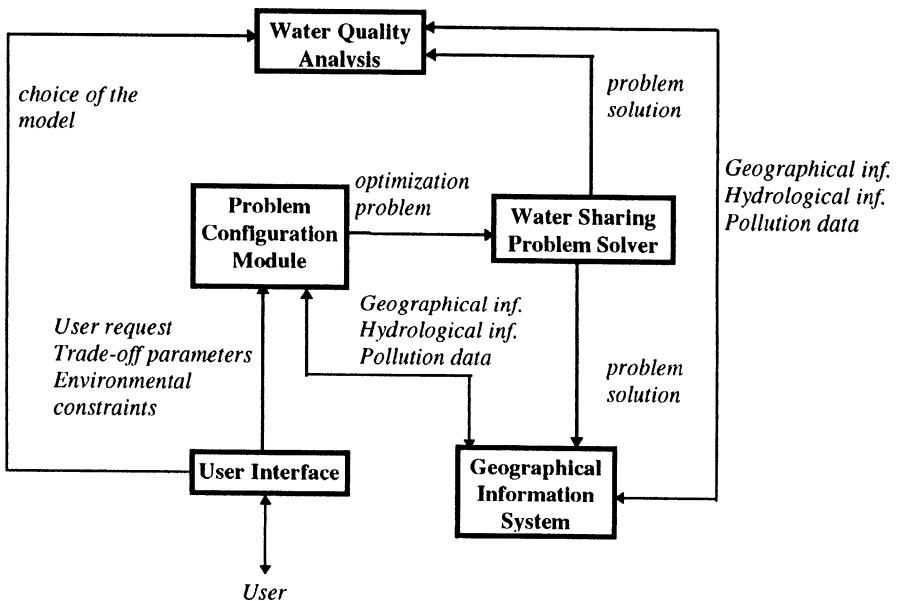 Water Quality
Analysis
choice of the
model
problem
solution
Geographical inf.
Hydrological inf.
Pollution data
optimization
problem
Problem
Configuration
Module
Water Sharing
Problem Solver
Geographical inf.
Hydrological inf.
Pollution data
User request
Trade-off parameters
Environmental
constraints
problem
solution
User Interface
Geographical
Information
System
User